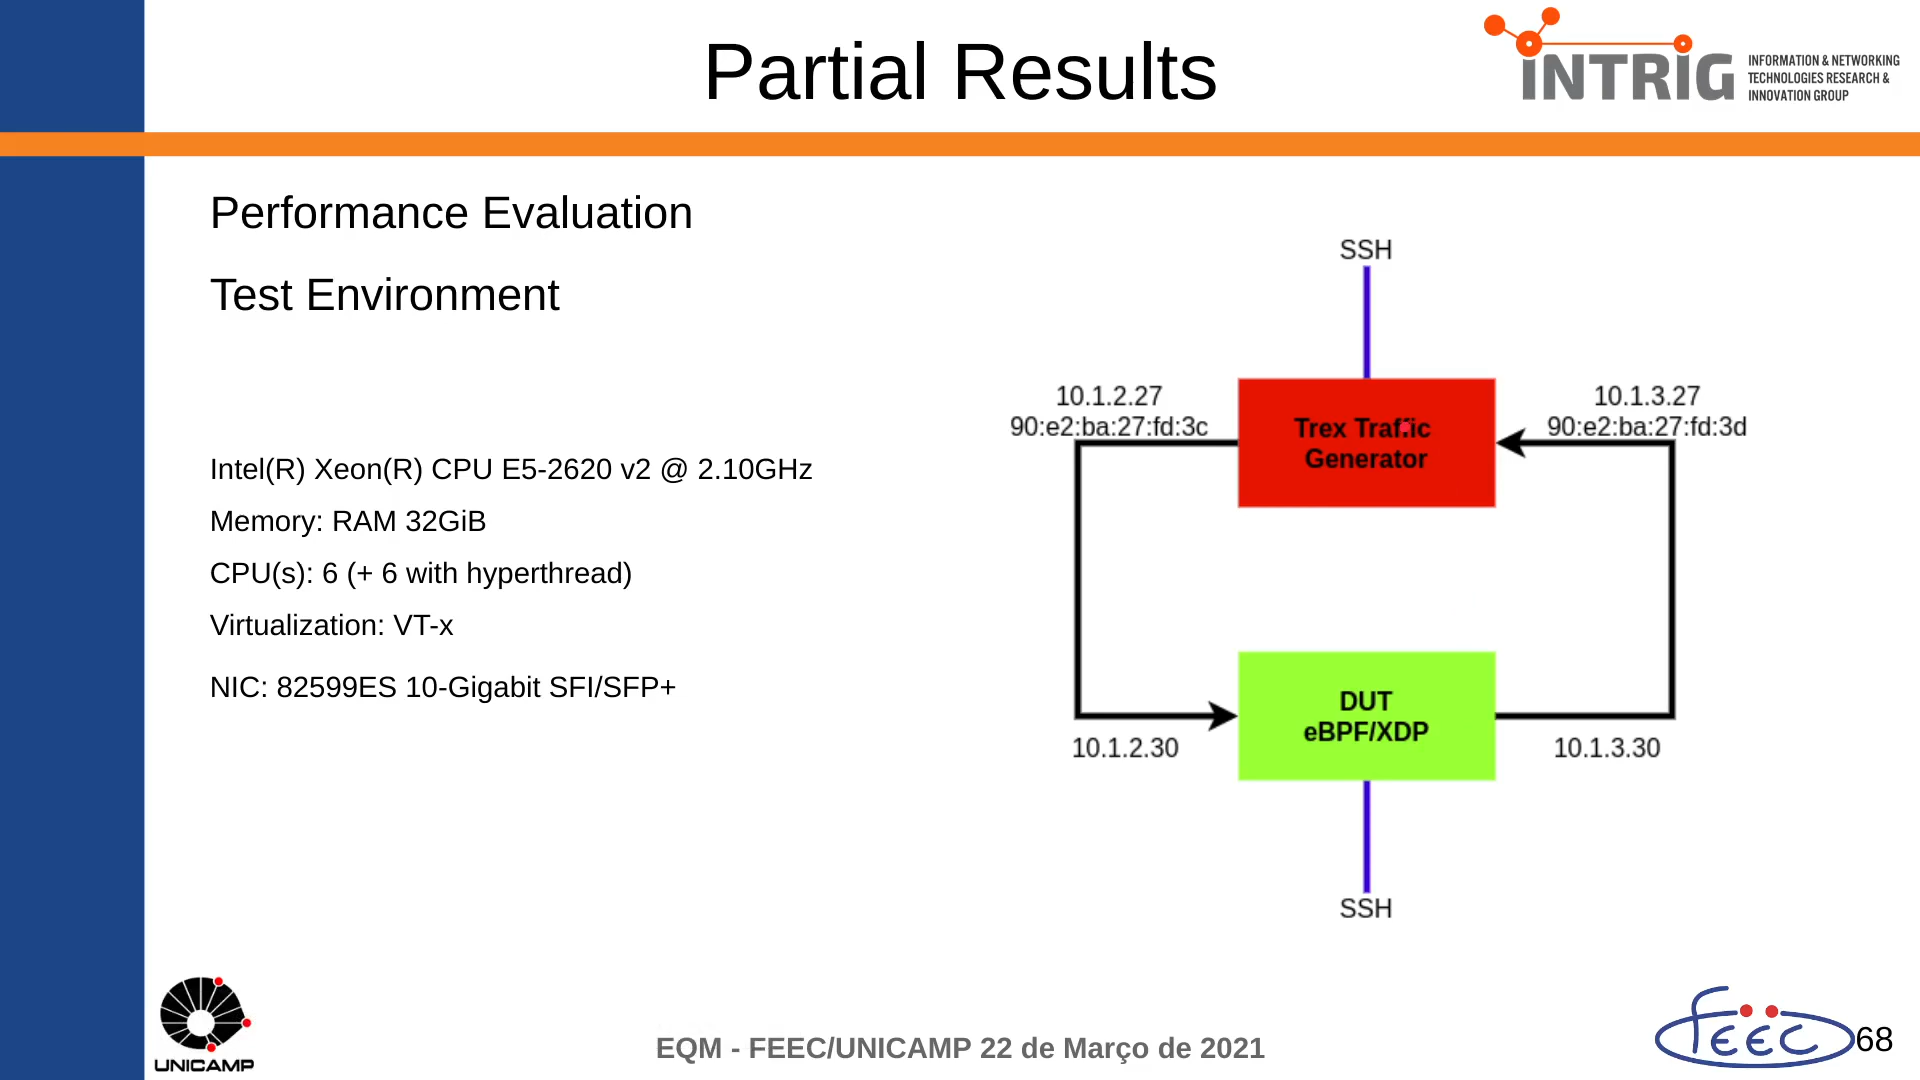 Partial Results
INTRIG
INFORMATION & NETWORKING
TECHNOLOGIES RESEARCH &
INNOVATION GROUP
Performance Evaluation
Test Environment
Intel(R) Xeon(R) CPU E5-2620 v2 @ 2.10GHz
Memory: RAM 32GiB
CPU(s): 6 (+ 6 with hyperthread)
Virtualization: VT-x
NIC: 82599ES 10-Gigabit SFI/SFP+
SSH
10.1.2.27
90:e2:ba:27:fd:3c
Trex Traffic
Generator
10.1.3.27
90:e2:ba:27:fd:3d
DUT
eBPF/XDP
10.1.2.30
10.1.3.30
SSH
UNICAMP
EQM - FEEC/UNICAMP 22 de Março de 2021
feec
68